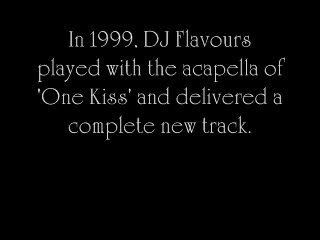 In 1999, DJ Flavours
played with the acapella of
'One Kiss' and delivered a
complete new track.